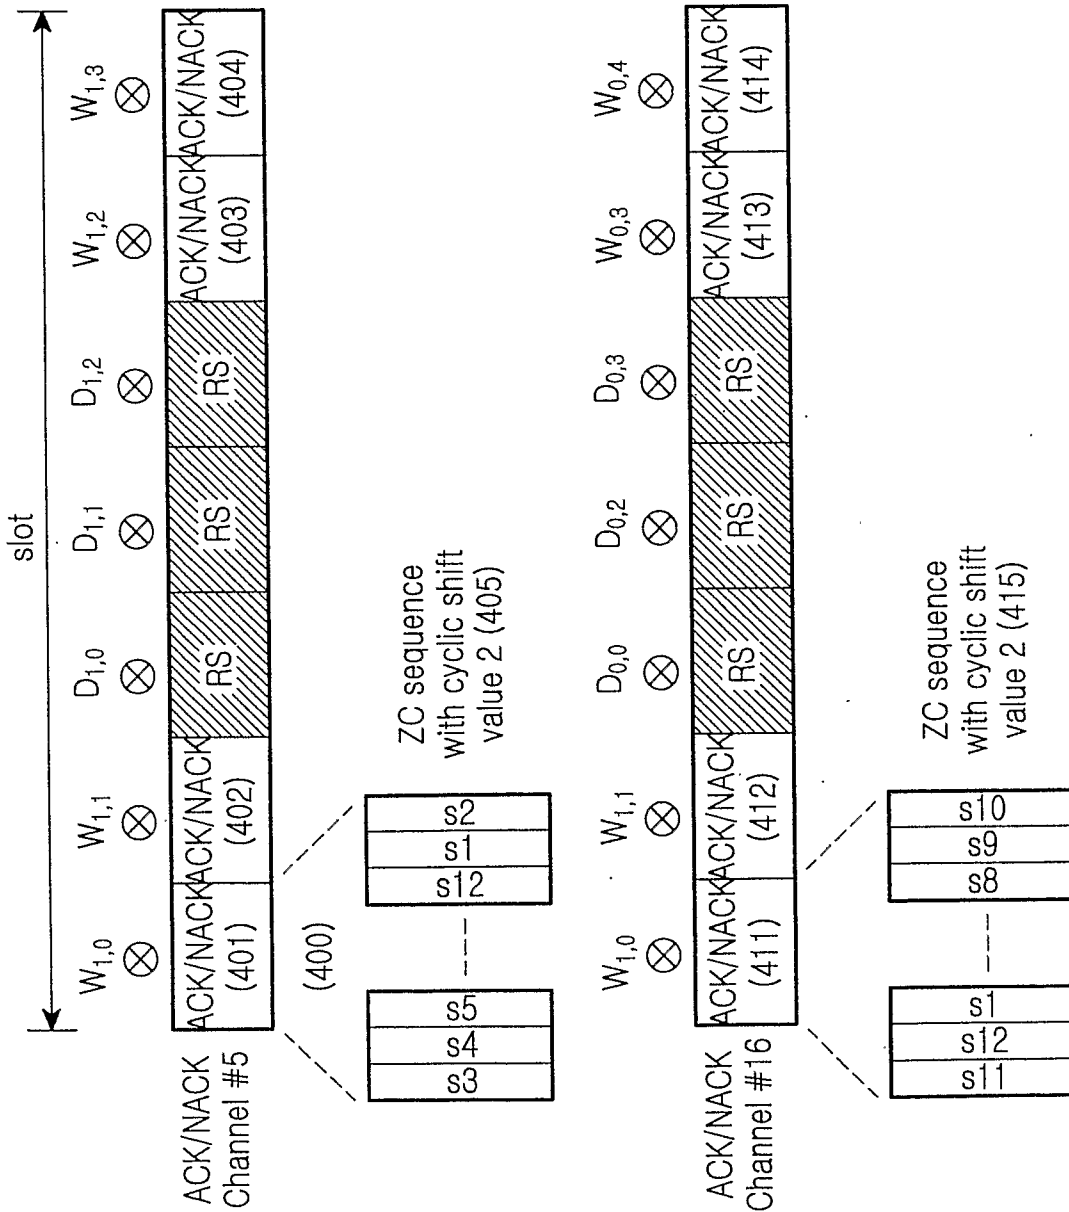 slot
W1,0 W1,1 D1,0 D1,1 D1,2 W1,2 W1,3
ACK/NACK
Channel #5
ACK/NACK
(401)
ACK/NACK
(402)
RS
RS
RS
ACK/NACK
(403)
ACK/NACK
(404)
(400)
s3 s4 s5 s12 s1 s2
ZC sequence
with cyclic shift
value 2 (405)
W1,0 W1,1 D0,0 D0,2 D0,3 W0,3 W0,4
ACK/NACK
Channel #16
ACK/NACK
(411)
ACK/NACK
(412)
RS
RS
RS
ACK/NACK
(413)
ACK/NACK
(414)
s11 s12 s1 s8 s9 s10
ZC sequence
with cyclic shift
value 2 (415)